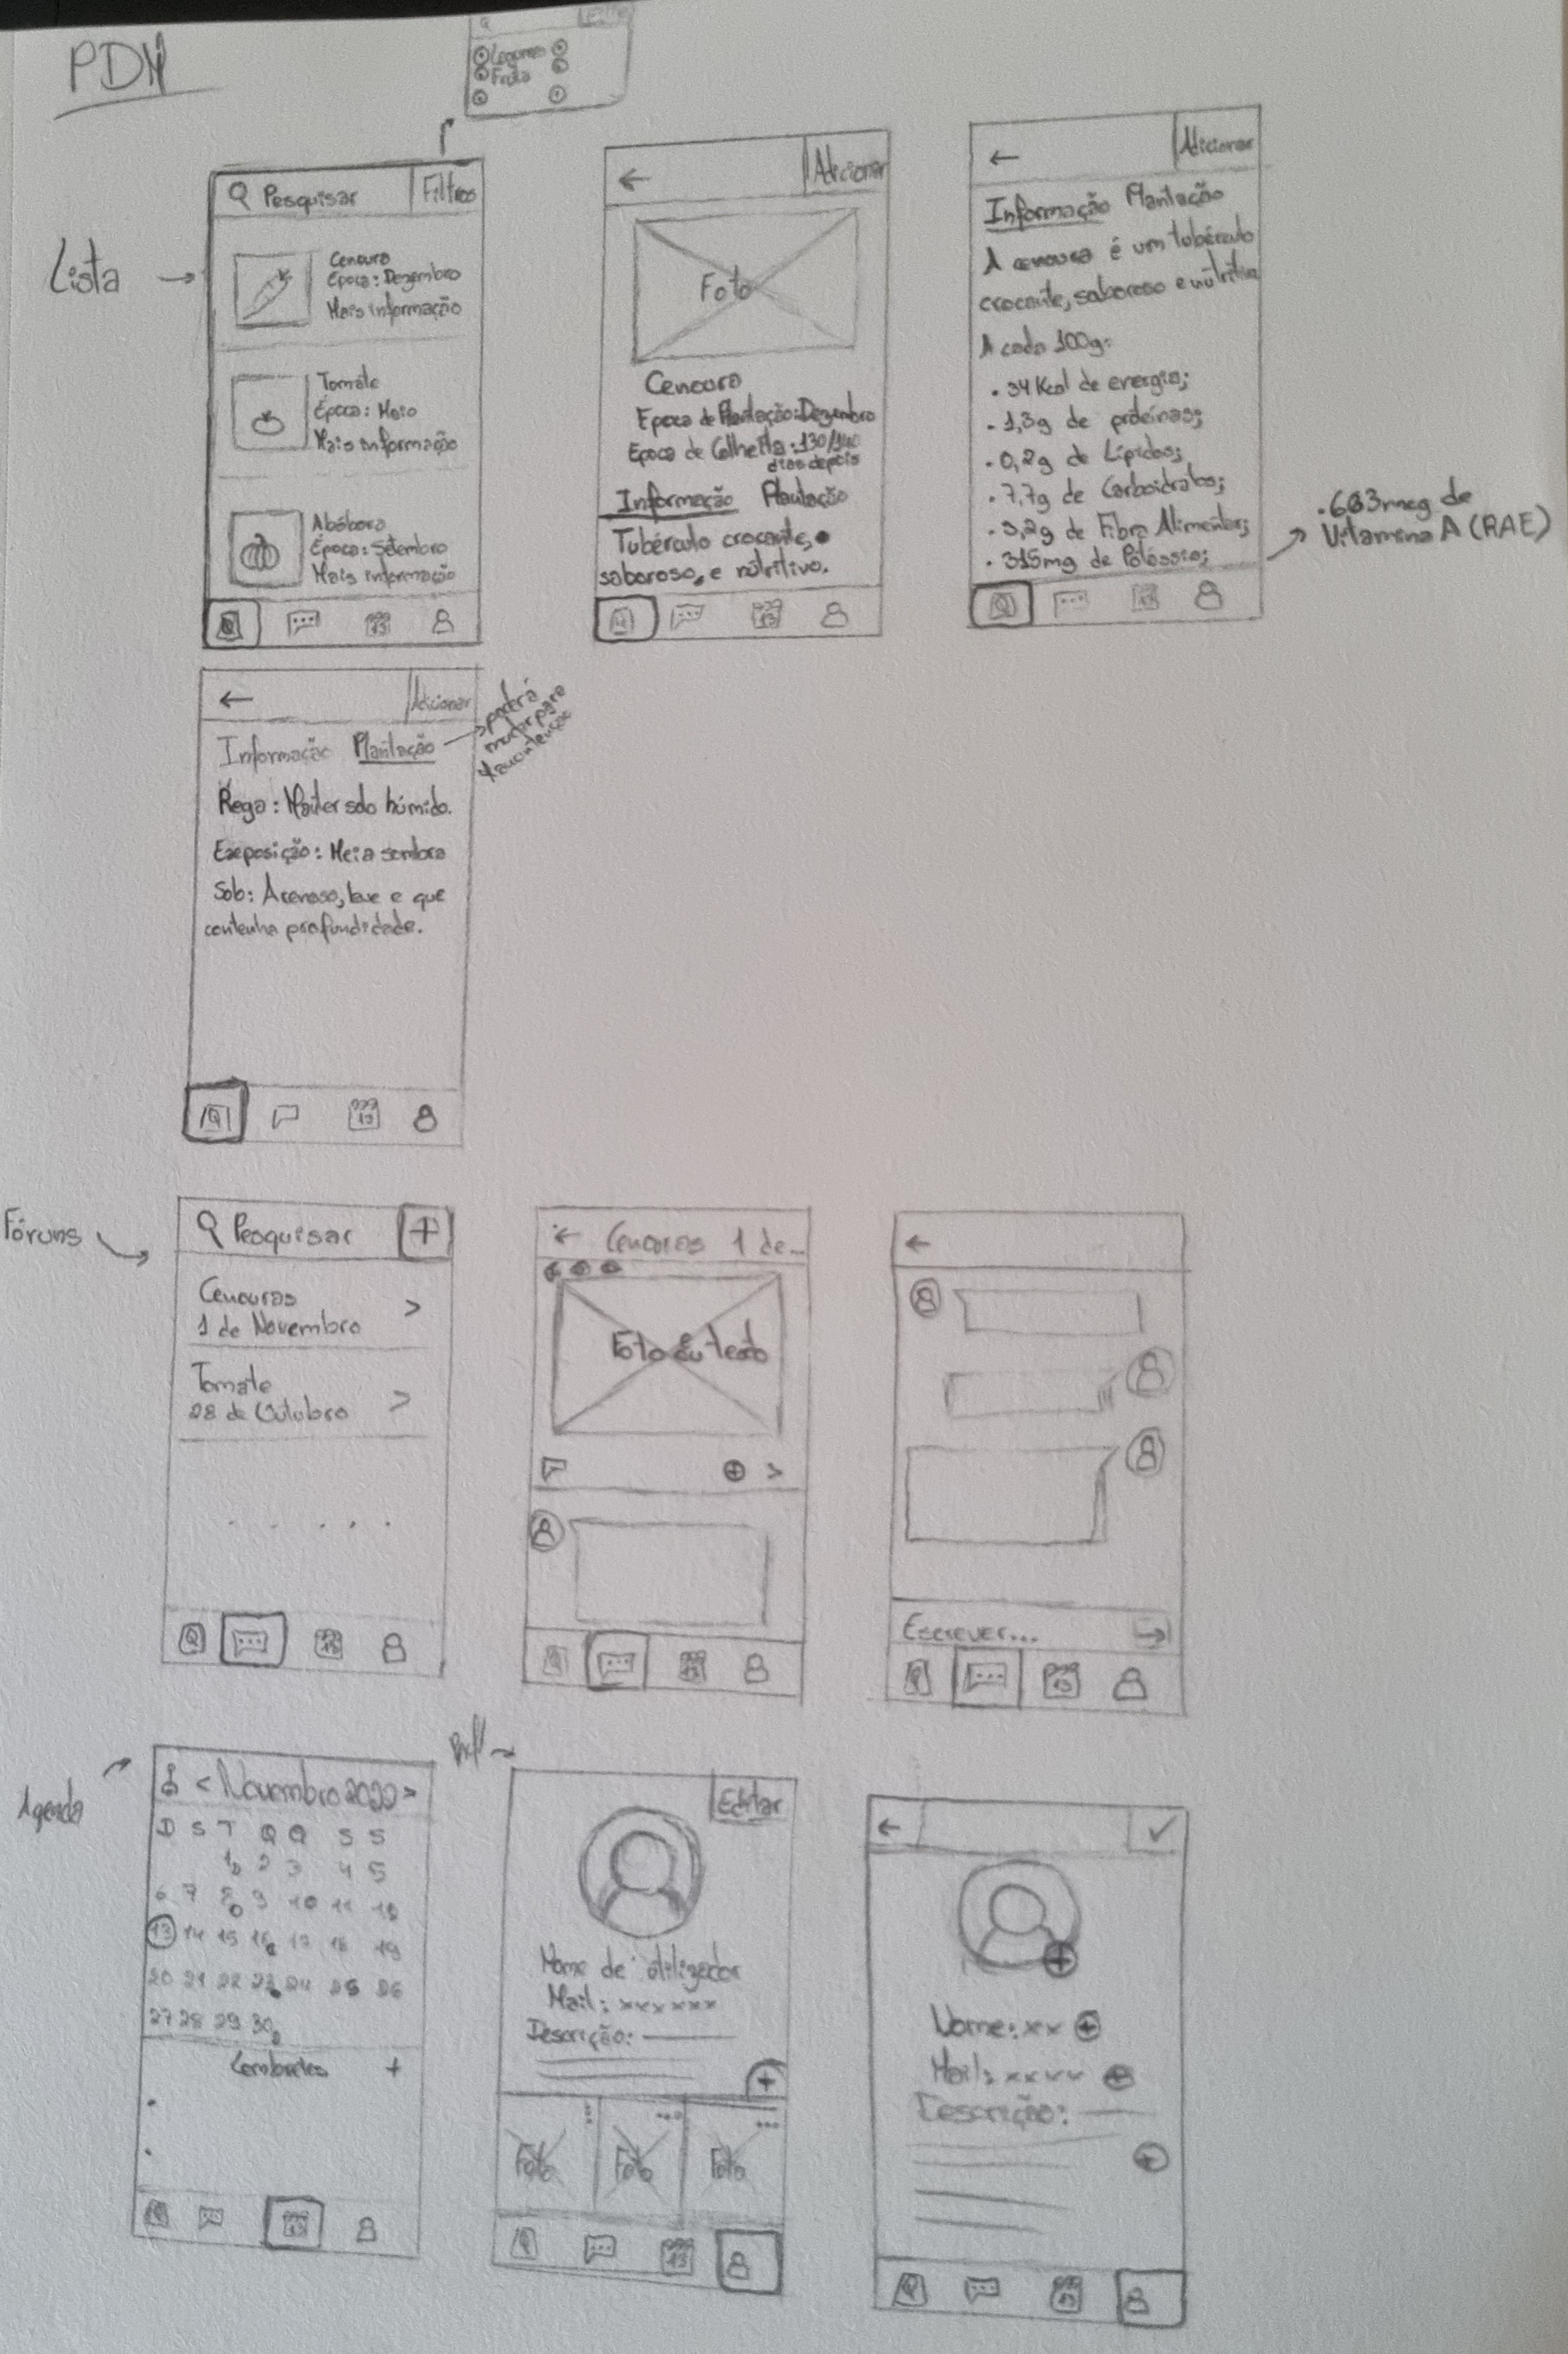 PDM
Legumes
Fruta
Lista
Pesquisar
Filtros
Cenoura
Época: Dezembro
Mais informação
Tomate
Época: Maio
Mais informação
Abóbora
Época: Setembro
Mais informação
Adicionar
Foto
Cenoura
Epoca de Plantação: Dezembro
Epoca de Colheita: 130/140
dias depois
Informação Plantação
Tubérculo crocante,
saboroso, e nutritivo.
Adicionar
Informação Plantação
A cenoura é um tubérculo
crocante, saboroso e nutritivo
A cada 100g:
. 34 Kcal de energia;
. 1,3g de proteínas;
. 0,2g de Lípidos;
. 7,7g de Carboidratos;
. 3,2g de Fibra Alimentar;
. 315mg de Potássio;
. 663mcg de
Vitamina A (RAE)
Adicionar
Informação Plantação
poderá
mudar para
Manutenção
Rega: Manter solo húmido.
Exposição: Meia sombra
Solo: Arenoso, leve e que
contenha profundidade.
Fóruns
Pesquisar +
Cenouras
1 de Novembro >
Tomate
28 de Outubro >
. . . . .
Cenouras 1 de...
Foto ou texto
Escrever...
Agenda
< Novembro 2022 >
D S T Q Q S S
1 2 3 4 5
6 7 8 9 10 11 12
13 14 15 16 17 18 19
20 21 22 23 24 25 26
27 28 29 30
Lembretes +
Perfil
Editar
Nome de utilizador
Mail: xxxxxx
Descrição:
Foto
Foto
Foto
Nome: xx
Mail: xxxx
Descrição: